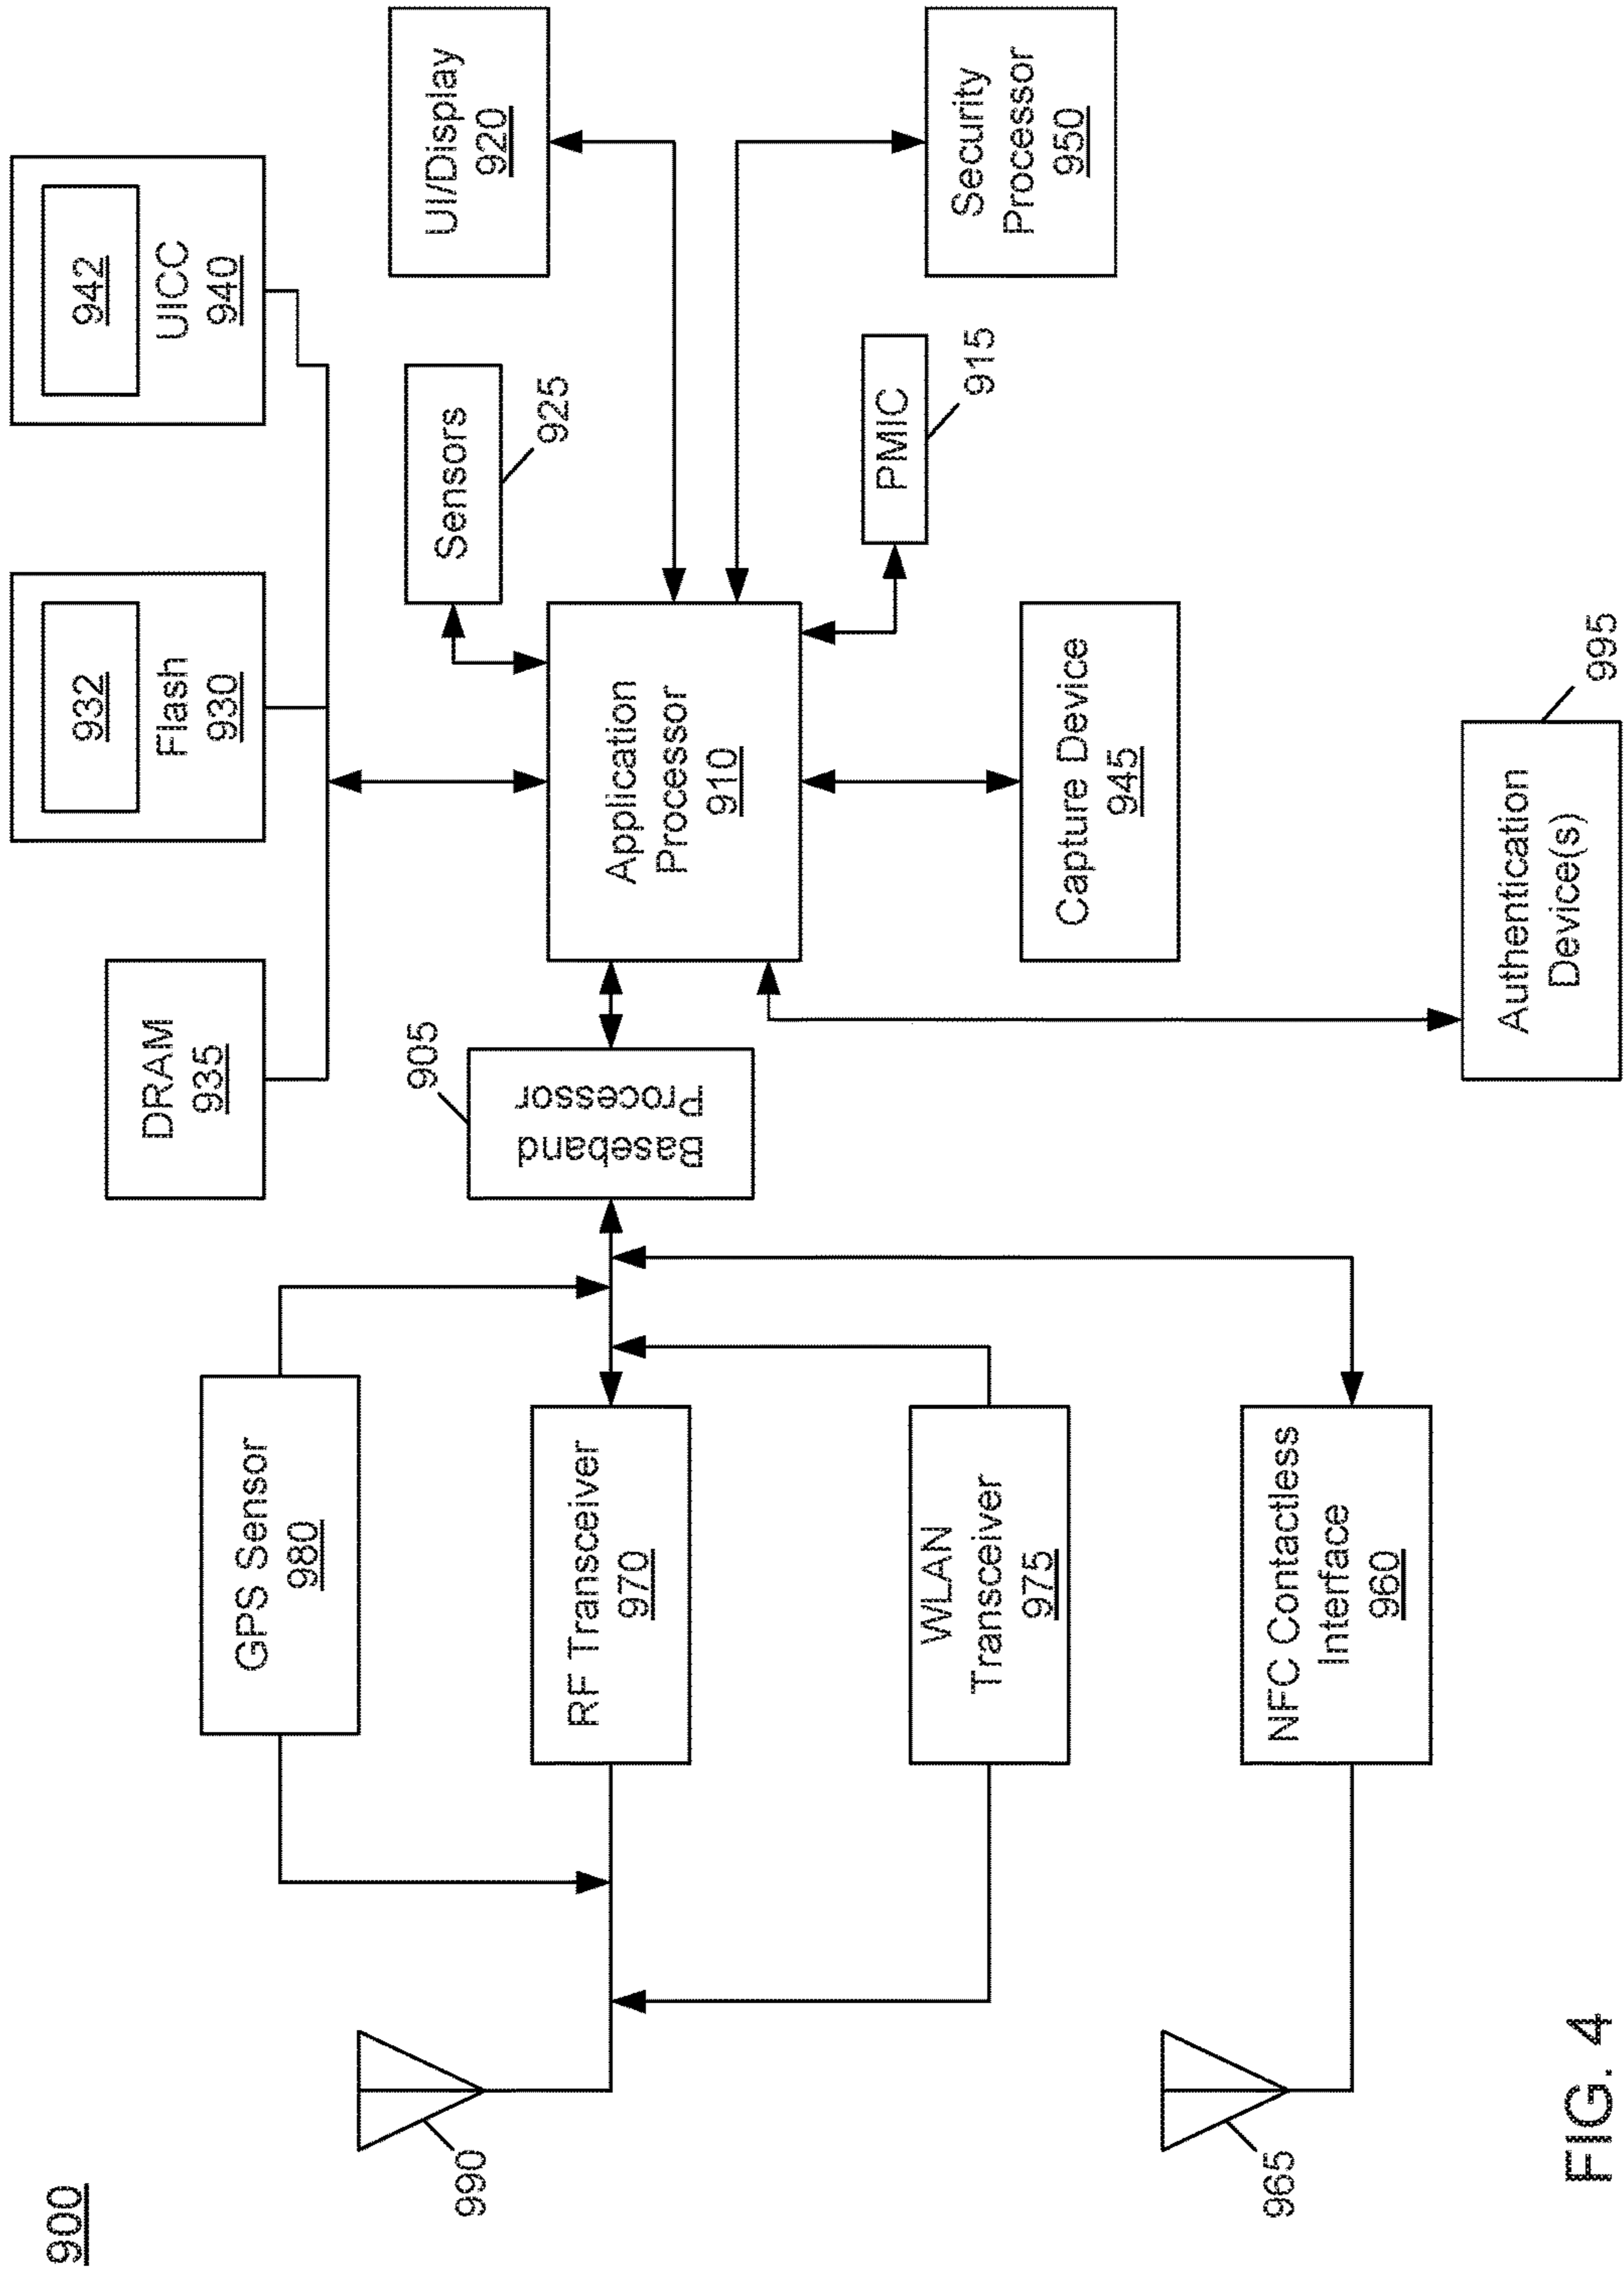 900
DRAM
935
932
Flash
930
942
UICC
940
GPS Sensor
980
990
905
Baseband
Processor
Sensors
925
UI/Display
920
RF Transceiver
970
Application
Processor
910
WLAN
Transceiver
975
PMIC
915
Security
Processor
950
Capture Device
945
965
NFC Contactless
Interface
960
Authentication
Device(s)
995
FIG. 4